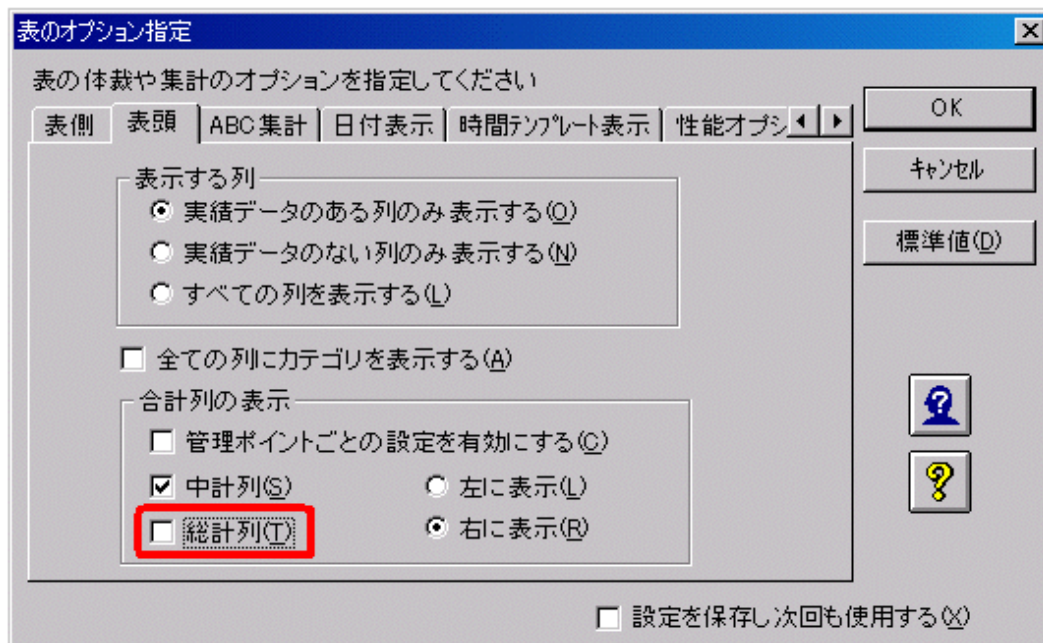 表のオプション指定
表の体裁や集計のオプションを指定してください
表側 表頭 ABC集計 日付表示 時間テンプレート表示 性能オプシ
OK
キャンセル
標準値(D)
表示する列
実績データのある列のみ表示する(O)
実績データのない列のみ表示する(N)
すべての列を表示する(L)
全ての列にカテゴリを表示する(A)
合計列の表示
管理ポイントごとの設定を有効にする(C)
中計列(S) 左に表示(L)
総計列(T) 右に表示(R)
設定を保存し次回も使用する(X)